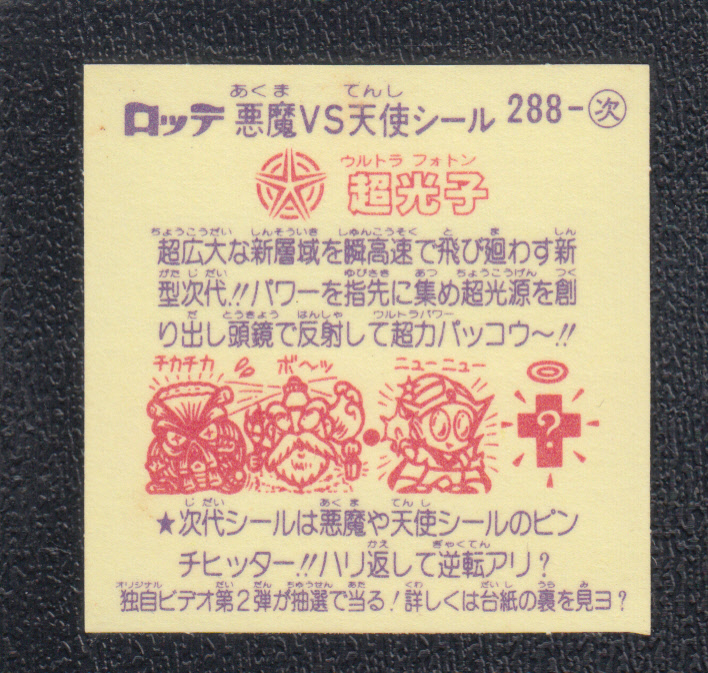 あくま てんし
ロッテ 悪魔VS天使シール 288-次
ウルトラ フォトン
超光子
ちょうこうだい しんそういき しゅんこうそく と ま しん
超広大な新層域を瞬高速で飛び廻わす新
がた じだい ゆびさき あつ ちょうこうげん つく
型次代!!パワーを指先に集め超光源を創
だ とうきょう はんしゃ ウルトラパワー
り出し頭鏡で反射して超力バッコウ〜!!
チカチカ ボ〜ッ ニューニュー
?
じだい あくま てんし
★次代シールは悪魔や天使シールのピン
かえ ぎゃくてん
チヒッター!!ハリ返して逆転アリ?
オリジナル だい だん ちゅうせん あた くわ だいし うら み
独自ビデオ第2弾が抽選で当る!詳しくは台紙の裏を見ヨ?